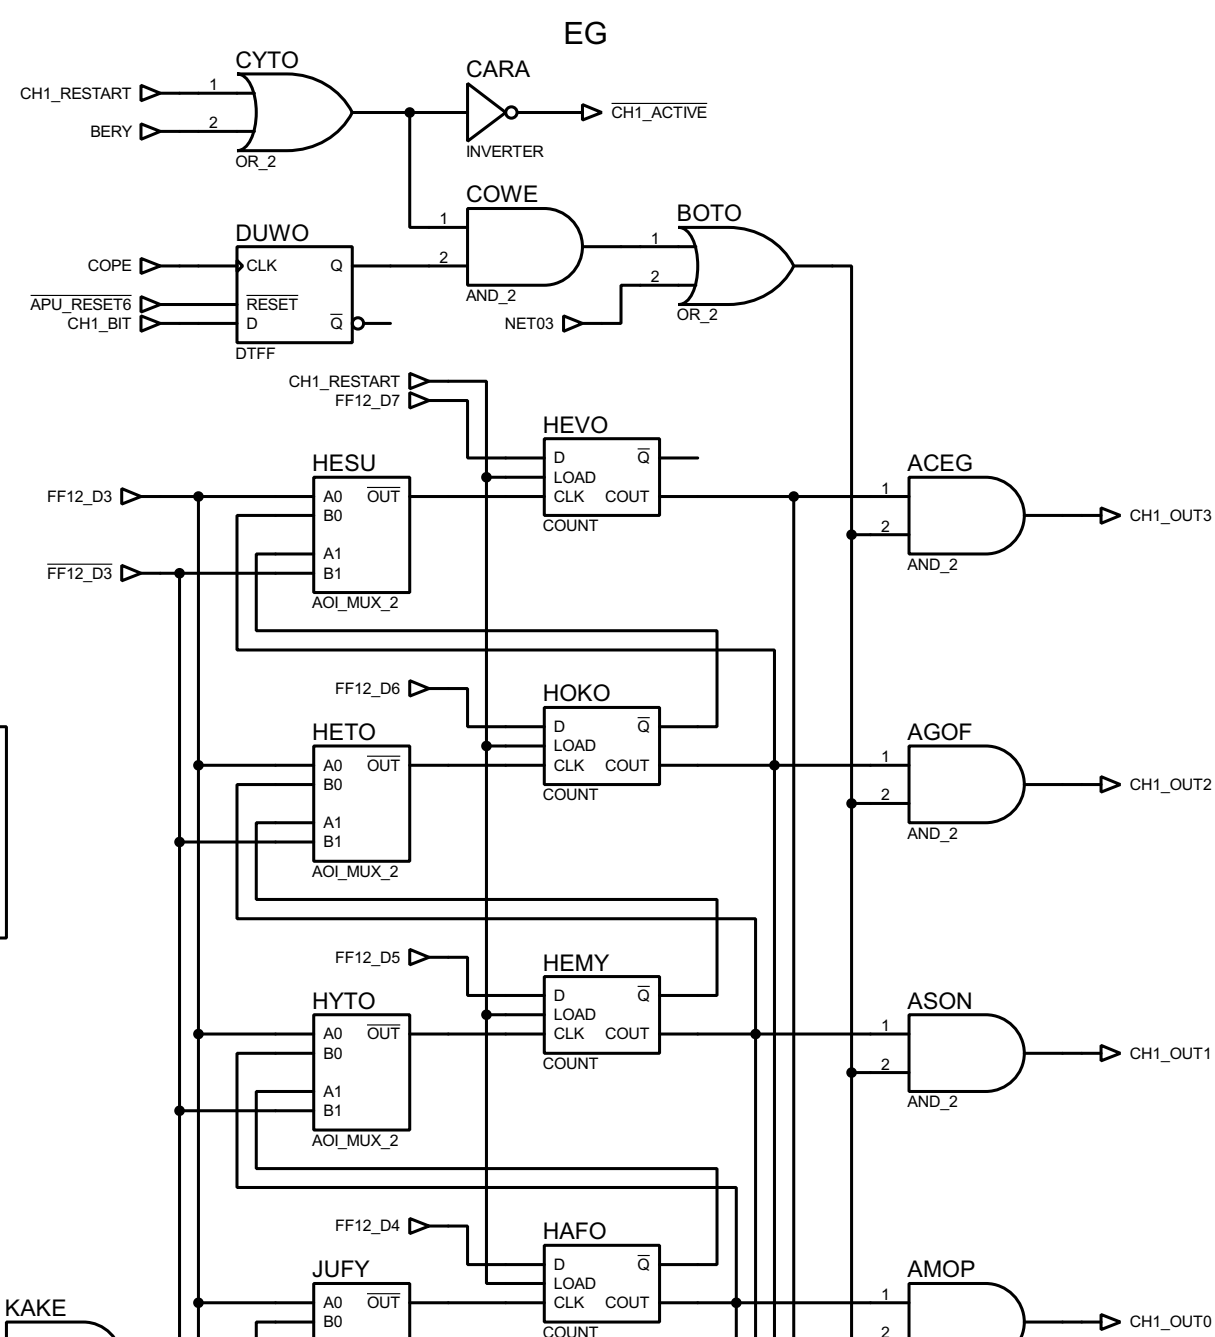 EG
CYTO
CARA
CH1_RESTART
1
CH1_ACTIVE
BERY
2
OR_2
INVERTER
COWE
BOTO
1
DUWO
1
COPE
CLK
Q
2
2
AND_2
APU_RESET6
RESET
OR_2
CH1_BIT
D
Q
NET03
DTFF
CH1_RESTART
FF12_D7
HEVO
HESU
D
Q
ACEG
LOAD
1
FF12_D3
A0
OUT
CLK
COUT
B0
COUNT
CH1_OUT3
2
A1
AND_2
FF12_D3
B1
AOI_MUX_2
FF12_D6
HOKO
HETO
D
Q
AGOF
LOAD
1
A0
OUT
CLK
COUT
B0
COUNT
CH1_OUT2
2
A1
AND_2
B1
AOI_MUX_2
FF12_D5
HEMY
HYTO
D
Q
ASON
LOAD
1
A0
OUT
CLK
COUT
B0
COUNT
CH1_OUT1
2
A1
AND_2
B1
AOI_MUX_2
FF12_D4
HAFO
JUFY
D
Q
AMOP
LOAD
1
KAKE
A0
OUT
CLK
COUT
B0
CH1_OUT0
COUNT
2